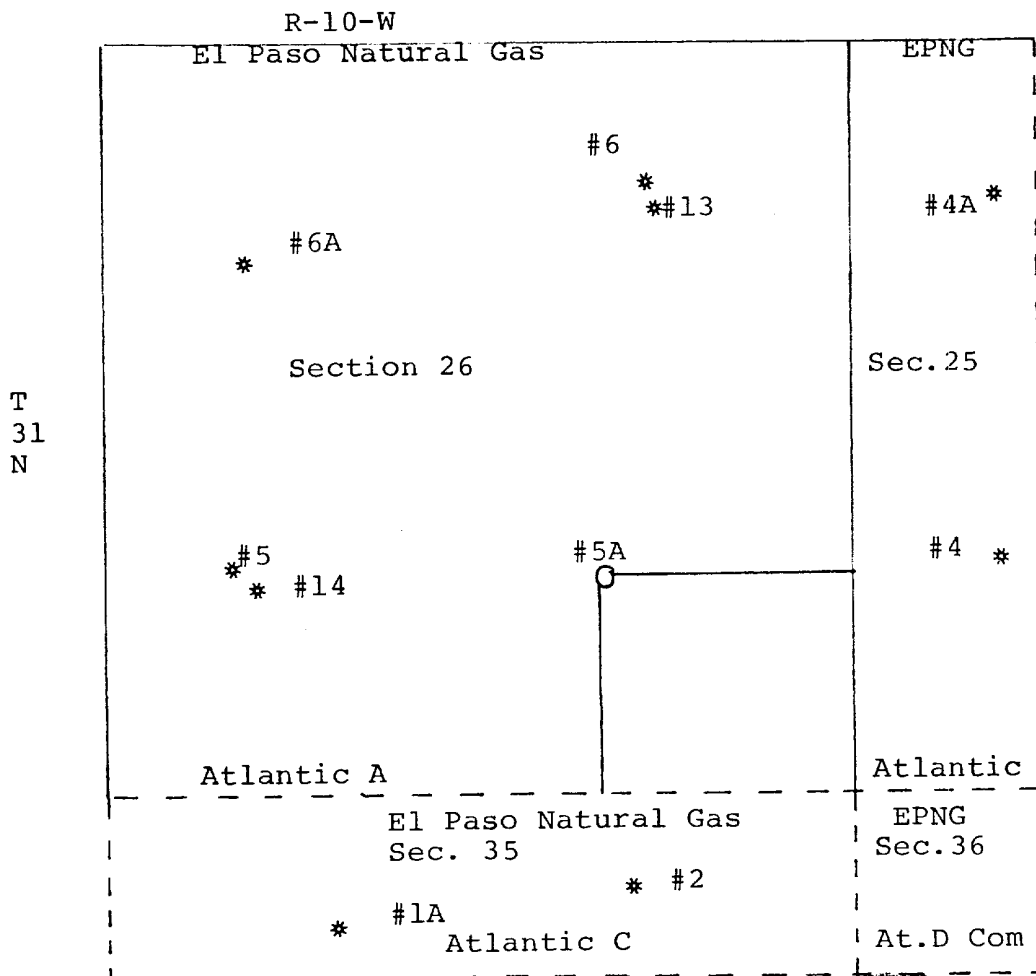 R-10-W
El Paso Natural Gas
EPNG
#6
#13
#4A
#6A
Section 26
Sec.25
T
31
N
#5
#14
#5A
#4
Atlantic A
Atlantic
El Paso Natural Gas
Sec. 35
EPNG
Sec.36
#2
#1A
Atlantic C
At.D Com